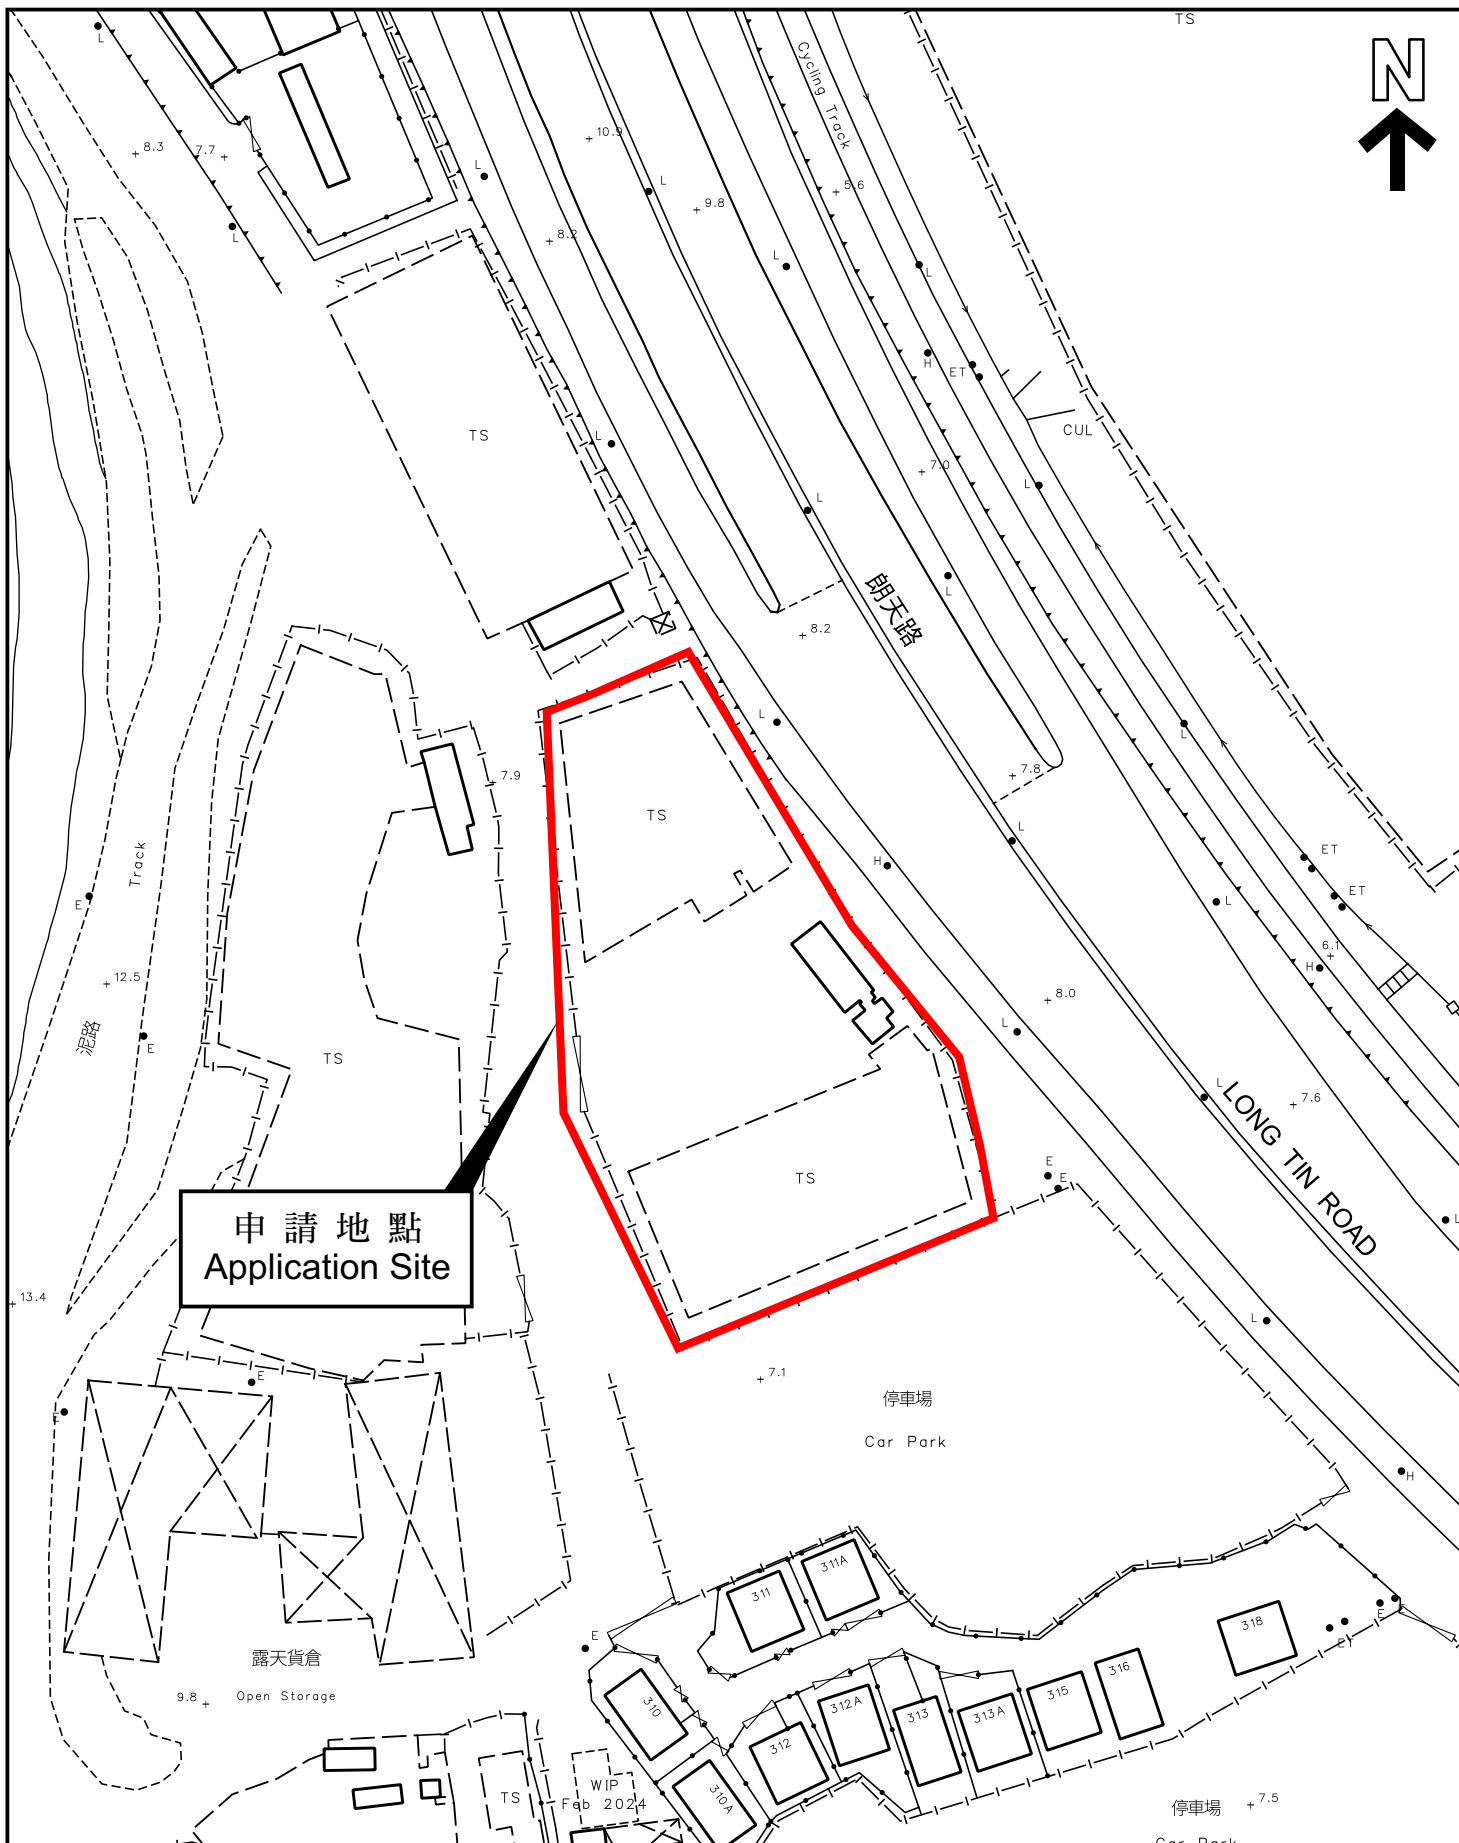 TS
N
L
Cycling Track
10.9
8.3
7.7
L
L
5.6
9.8
L
8.2
L
L
H
ET
TS
L
CUL
7.0
L
L
朗天路
L
8.2
L
L
7.9
7.8
TS
L
Track
ET
H
ET
E
L
6.1
H
12.5
8.0
泥路
E
L
TS
L
7.6
LONG TIN ROAD
E
TS
E
申請地點
Application Site
L
13.4
L
7.1
E
停車場
E
Car Park
H
311A
311
E
318
E
ET
露天貨倉
316
9.8
Open Storage
310
312A
315
313
313A
312
WIP
Feb 2024
TS
310A
停車場
7.5
Car Park